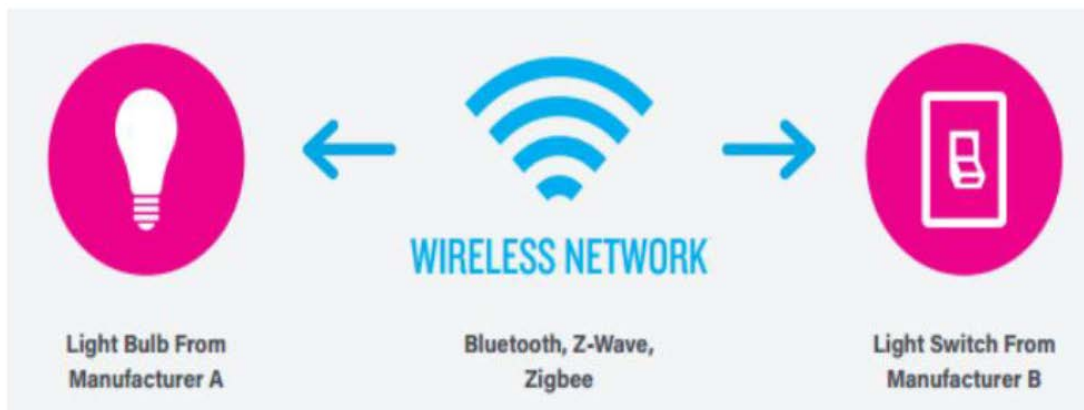 WIRELESS NETWORK
Light Bulb From
Manufacturer A
Bluetooth, Z-Wave,
Zigbee
Light Switch From
Manufacturer B